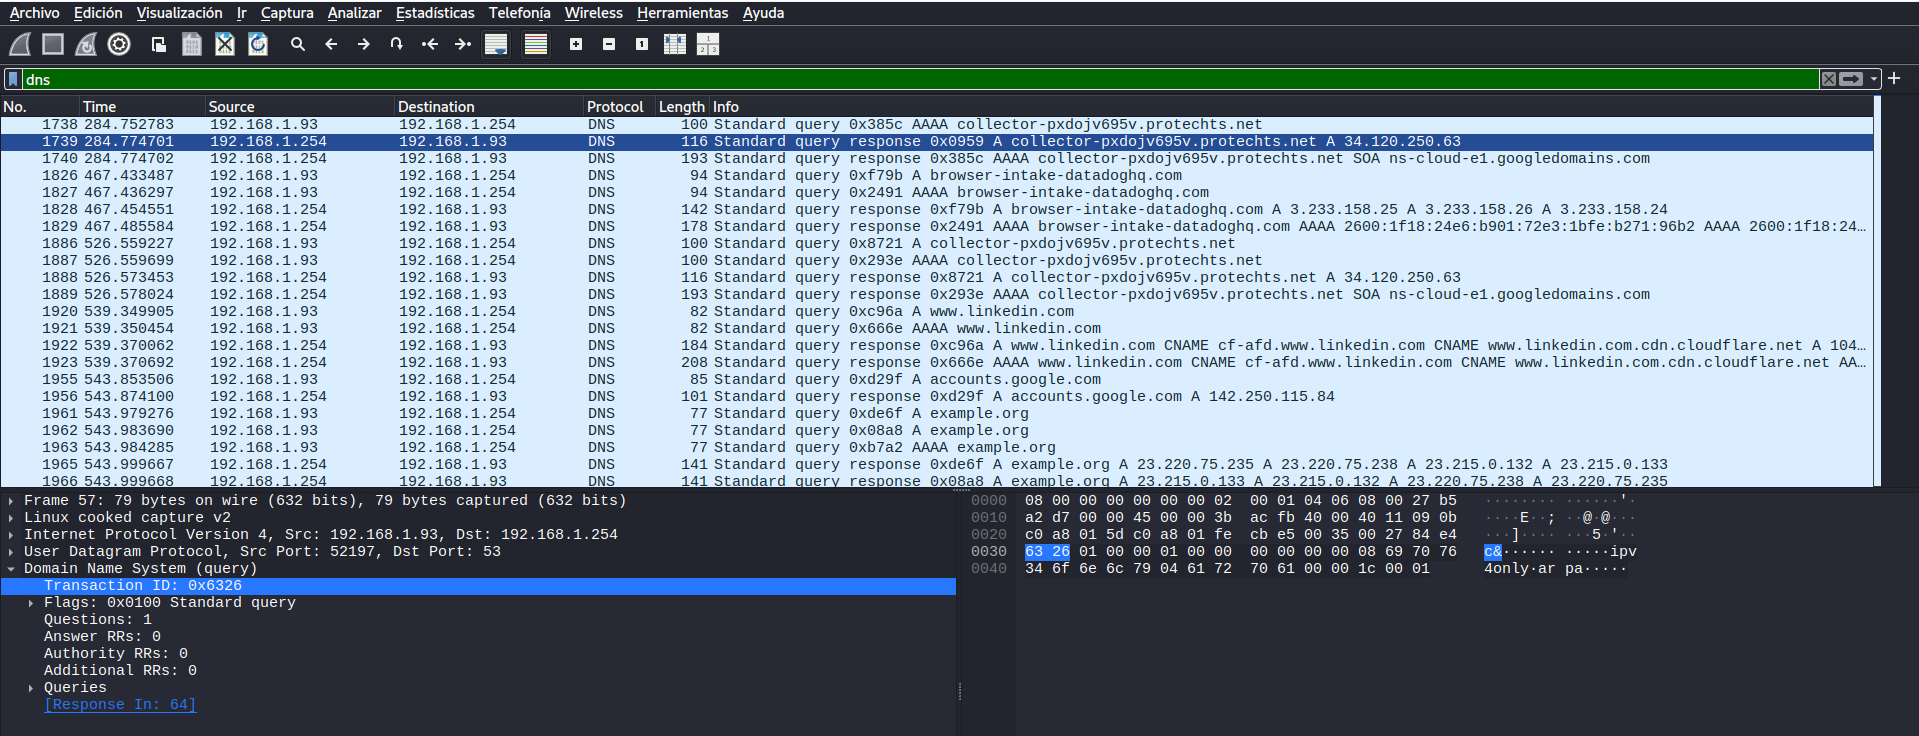 Archivo Edición Visualización Ir Captura Analizar Estadísticas Telefonía Wireless Herramientas Ayuda
dns
No. Time Source Destination Protocol Length Info
1738 284.752783 192.168.1.93 192.168.1.254 DNS 100 Standard query 0x385c AAAA collector-pxdojv695v.protechts.net
1739 284.774701 192.168.1.254 192.168.1.93 DNS 116 Standard query response 0x0959 A collector-pxdojv695v.protechts.net A 34.120.250.63
1740 284.774702 192.168.1.254 192.168.1.93 DNS 193 Standard query response 0x385c AAAA collector-pxdojv695v.protechts.net SOA ns-cloud-e1.googledomains.com
1826 467.433487 192.168.1.93 192.168.1.254 DNS 94 Standard query 0xf79b A browser-intake-datadoghq.com
1827 467.436297 192.168.1.93 192.168.1.254 DNS 94 Standard query 0x2491 AAAA browser-intake-datadoghq.com
1828 467.454551 192.168.1.254 192.168.1.93 DNS 142 Standard query response 0xf79b A browser-intake-datadoghq.com A 3.233.158.25 A 3.233.158.26 A 3.233.158.24
1829 467.485584 192.168.1.254 192.168.1.93 DNS 178 Standard query response 0x2491 AAAA browser-intake-datadoghq.com AAAA 2600:1f18:24e6:b901:72e3:1bfe:b271:96b2 AAAA 2600:1f18:24…
1886 526.559227 192.168.1.93 192.168.1.254 DNS 100 Standard query 0x8721 A collector-pxdojv695v.protechts.net
1887 526.559699 192.168.1.93 192.168.1.254 DNS 100 Standard query 0x293e AAAA collector-pxdojv695v.protechts.net
1888 526.573453 192.168.1.254 192.168.1.93 DNS 116 Standard query response 0x8721 A collector-pxdojv695v.protechts.net A 34.120.250.63
1889 526.578024 192.168.1.254 192.168.1.93 DNS 193 Standard query response 0x293e AAAA collector-pxdojv695v.protechts.net SOA ns-cloud-e1.googledomains.com
1920 539.349905 192.168.1.93 192.168.1.254 DNS 82 Standard query 0xc96a A www.linkedin.com
1921 539.350454 192.168.1.93 192.168.1.254 DNS 82 Standard query 0x666e AAAA www.linkedin.com
1922 539.370062 192.168.1.254 192.168.1.93 DNS 184 Standard query response 0xc96a A www.linkedin.com CNAME cf-afd.www.linkedin.com CNAME www.linkedin.com.cdn.cloudflare.net A 104…
1923 539.370692 192.168.1.254 192.168.1.93 DNS 208 Standard query response 0x666e AAAA www.linkedin.com CNAME cf-afd.www.linkedin.com CNAME www.linkedin.com.cdn.cloudflare.net AA…
1955 543.853506 192.168.1.93 192.168.1.254 DNS 85 Standard query 0xd29f A accounts.google.com
1956 543.874100 192.168.1.254 192.168.1.93 DNS 101 Standard query response 0xd29f A accounts.google.com A 142.250.115.84
1961 543.979276 192.168.1.93 192.168.1.254 DNS 77 Standard query 0xde6f A example.org
1962 543.983690 192.168.1.93 192.168.1.254 DNS 77 Standard query 0x08a8 A example.org
1963 543.984285 192.168.1.93 192.168.1.254 DNS 77 Standard query 0xb7a2 AAAA example.org
1965 543.999667 192.168.1.254 192.168.1.93 DNS 141 Standard query response 0xde6f A example.org A 23.220.75.235 A 23.220.75.238 A 23.215.0.132 A 23.215.0.133
1966 543.999668 192.168.1.254 192.168.1.93 DNS 141 Standard query response 0x08a8 A example.org A 23.215.0.133 A 23.215.0.132 A 23.220.75.238 A 23.220.75.235
Frame 57: 79 bytes on wire (632 bits), 79 bytes captured (632 bits)
Linux cooked capture v2
Internet Protocol Version 4, Src: 192.168.1.93, Dst: 192.168.1.254
User Datagram Protocol, Src Port: 52197, Dst Port: 53
Domain Name System (query)
Transaction ID: 0x6326
Flags: 0x0100 Standard query
Questions: 1
Answer RRs: 0
Authority RRs: 0
Additional RRs: 0
Queries
[Response In: 64]
0000 08 00 00 00 00 00 00 02 00 01 04 06 08 00 27 b5 ········ ······'·
0010 a2 d7 00 00 45 00 00 3b ac fb 40 00 40 11 09 0b ····E··; ··@·@···
0020 c0 a8 01 5d c0 a8 01 fe cb e5 00 35 00 27 84 e4 ···]···· ···5·'··
0030 63 26 01 00 00 01 00 00 00 00 00 00 08 69 70 76 c&······ ·····ipv
0040 34 6f 6e 6c 79 04 61 72 70 61 00 00 1c 00 01 4only·ar pa·····